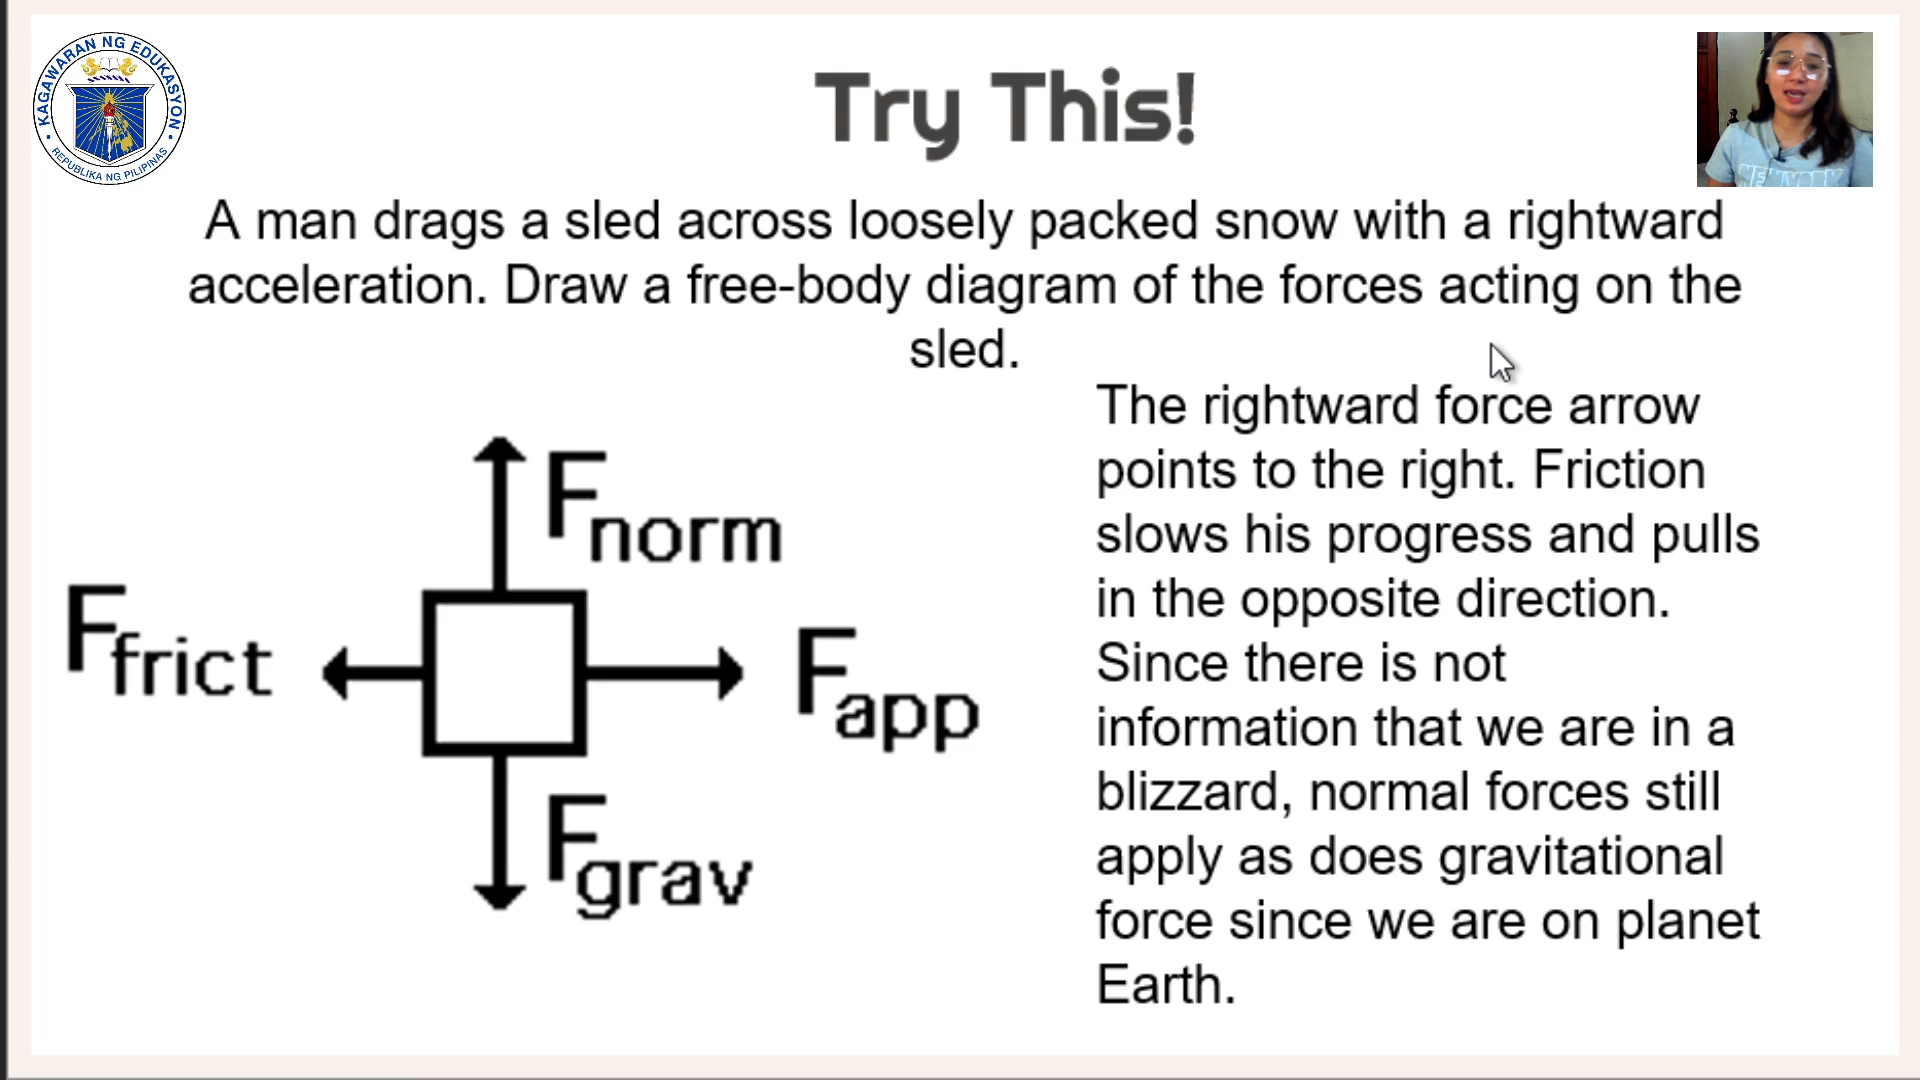 KAGAWARAN NG EDUKASYON
REPUBLIKA NG PILIPINAS
Try This!
A man drags a sled across loosely packed snow with a rightward
acceleration. Draw a free-body diagram of the forces acting on the
sled.
The rightward force arrow
points to the right. Friction
slows his progress and pulls
in the opposite direction.
Since there is not
information that we are in a
blizzard, normal forces still
apply as does gravitational
force since we are on planet
Earth.
Fnorm
Ffrict
Fapp
Fgrav